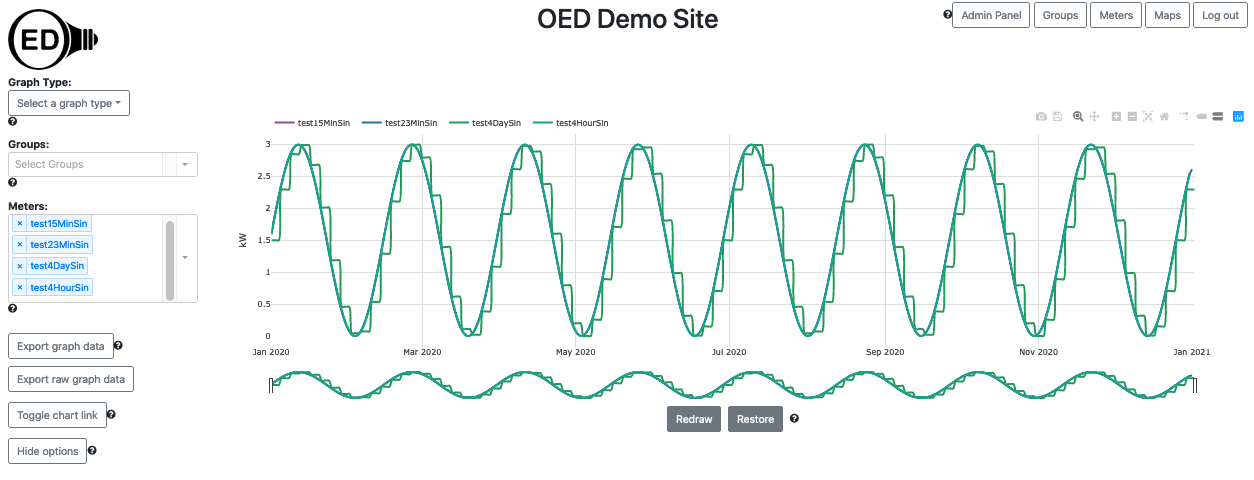 OED Demo Site
Admin Panel Groups Meters Maps Log out
ED
Graph Type:
Select a graph type
Groups:
Select Groups
Meters:
× test15MinSin
× test23MinSin
× test4DaySin
× test4HourSin
Export graph data
Export raw graph data
Toggle chart link
Hide options
test15MinSin test23MinSin test4DaySin test4HourSin
kW
3
2.5
2
1.5
1
0.5
0
Jan 2020 Mar 2020 May 2020 Jul 2020 Sep 2020 Nov 2020 Jan 2021
Redraw Restore